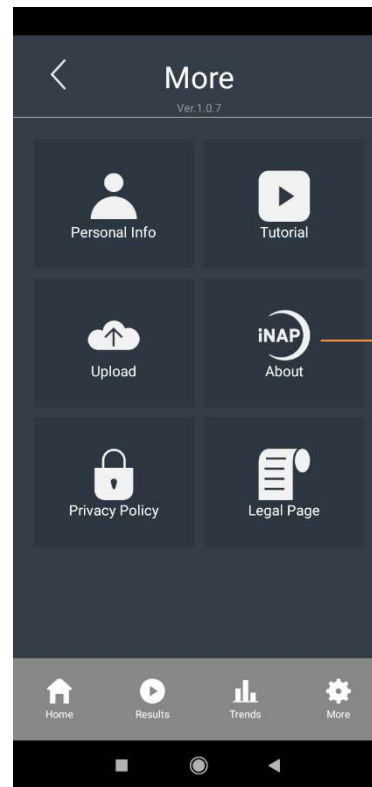 More
Ver.1.0.7
Personal Info
Tutorial
Upload
iNAP
About
Privacy Policy
Legal Page
Home
Results
Trends
More